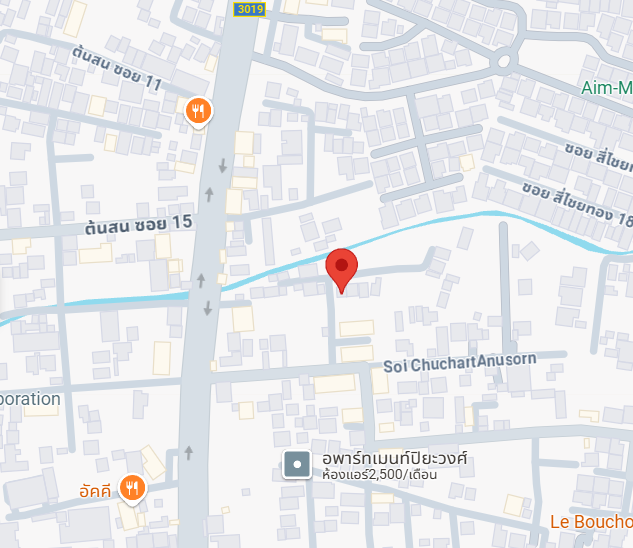 3019
ต้นสน ซอย 11
Aim-M
ซอย สี่ไชยท
ซอย สี่ไชยทอง 18
ต้นสน ซอย 15
Soi ChuchartAnusorn
poration
อพาร์ทเมนท์ปิยะวงศ์
ห้องแอร์2,500/เดือน
อัคคี
Le Boucho